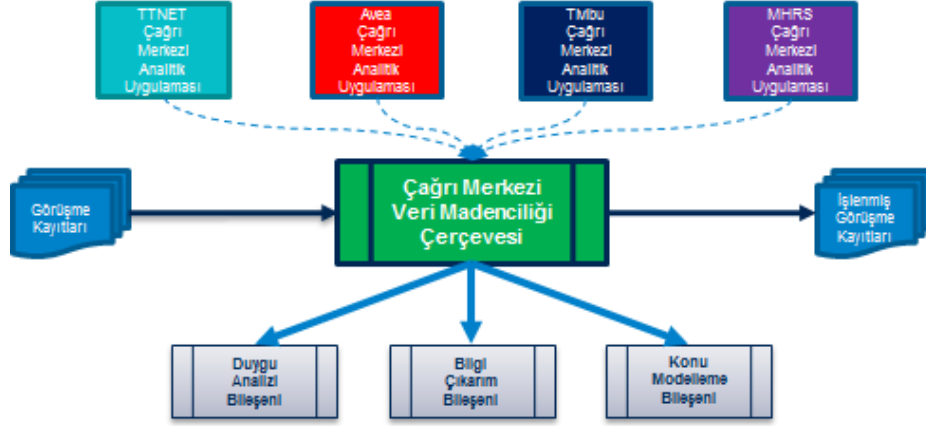 TTNET
Çağrı
Merkezi
Analitik
Uygulaması
Avea
Çağrı
Merkezi
Analitik
Uygulaması
TMbu
Çağrı
Merkezi
Analitik
Uygulaması
MHRS
Çağrı
Merkezi
Analitik
Uygulaması
Görüşme
Kayıtları
Çağrı Merkezi
Veri Madenciliği
Çerçevesi
İşlenmiş
Görüşme
Kayıtları
Duygu
Analizi
Bileşeni
Bilgi
Çıkarım
Bileşeni
Konu
Modelleme
Bileşeni